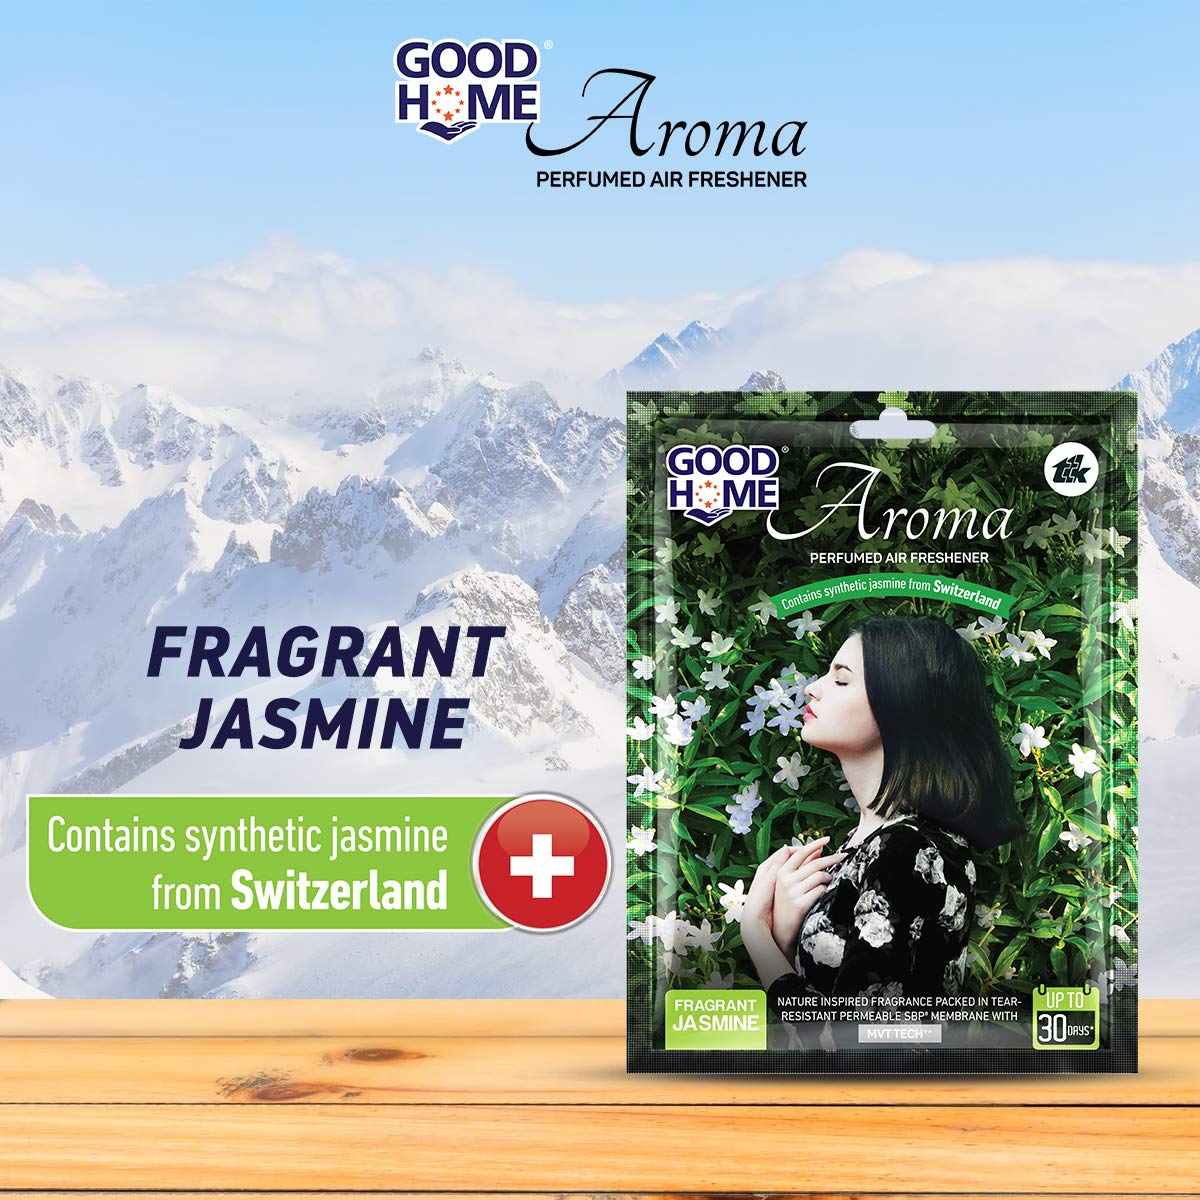 GOOD®
HOME
Aroma
PERFUMED AIR FRESHENER
FRAGRANT
JASMINE
Contains synthetic jasmine
from Switzerland
GOOD®
HOME
ttk
Aroma
PERFUMED AIR FRESHENER
Contains synthetic jasmine from Switzerland
FRAGRANT
JASMINE
NATURE INSPIRED FRAGRANCE PACKED IN TEAR-
RESISTANT PERMEABLE SBP® MEMBRANE WITH
MVT TECH**
UP TO
30 DAYS*